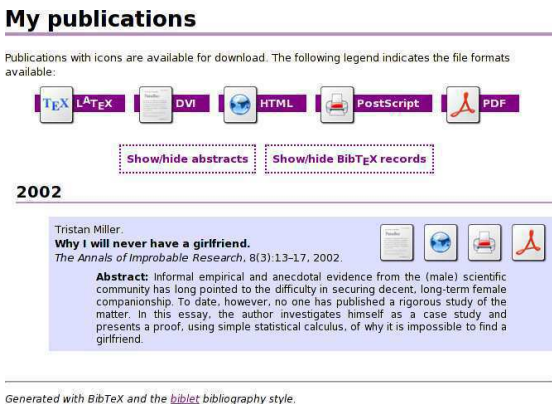 My publications
Publications with icons are available for download. The following legend indicates the file formats
available:
TEX LATEX DVI HTML PostScript PDF
Show/hide abstracts Show/hide BibTEX records
2002
Tristan Miller.
Why I will never have a girlfriend.
The Annals of Improbable Research, 8(3):13–17, 2002.
Abstract: Informal empirical and anecdotal evidence from the (male) scientific
community has long pointed to the difficulty in securing decent, long-term female
companionship. To date, however, no one has published a rigorous study of the
matter. In this essay, the author investigates himself as a case study and
presents a proof, using simple statistical calculus, of why it is impossible to find a
girlfriend.
Generated with BibTeX and the biblet bibliography style.